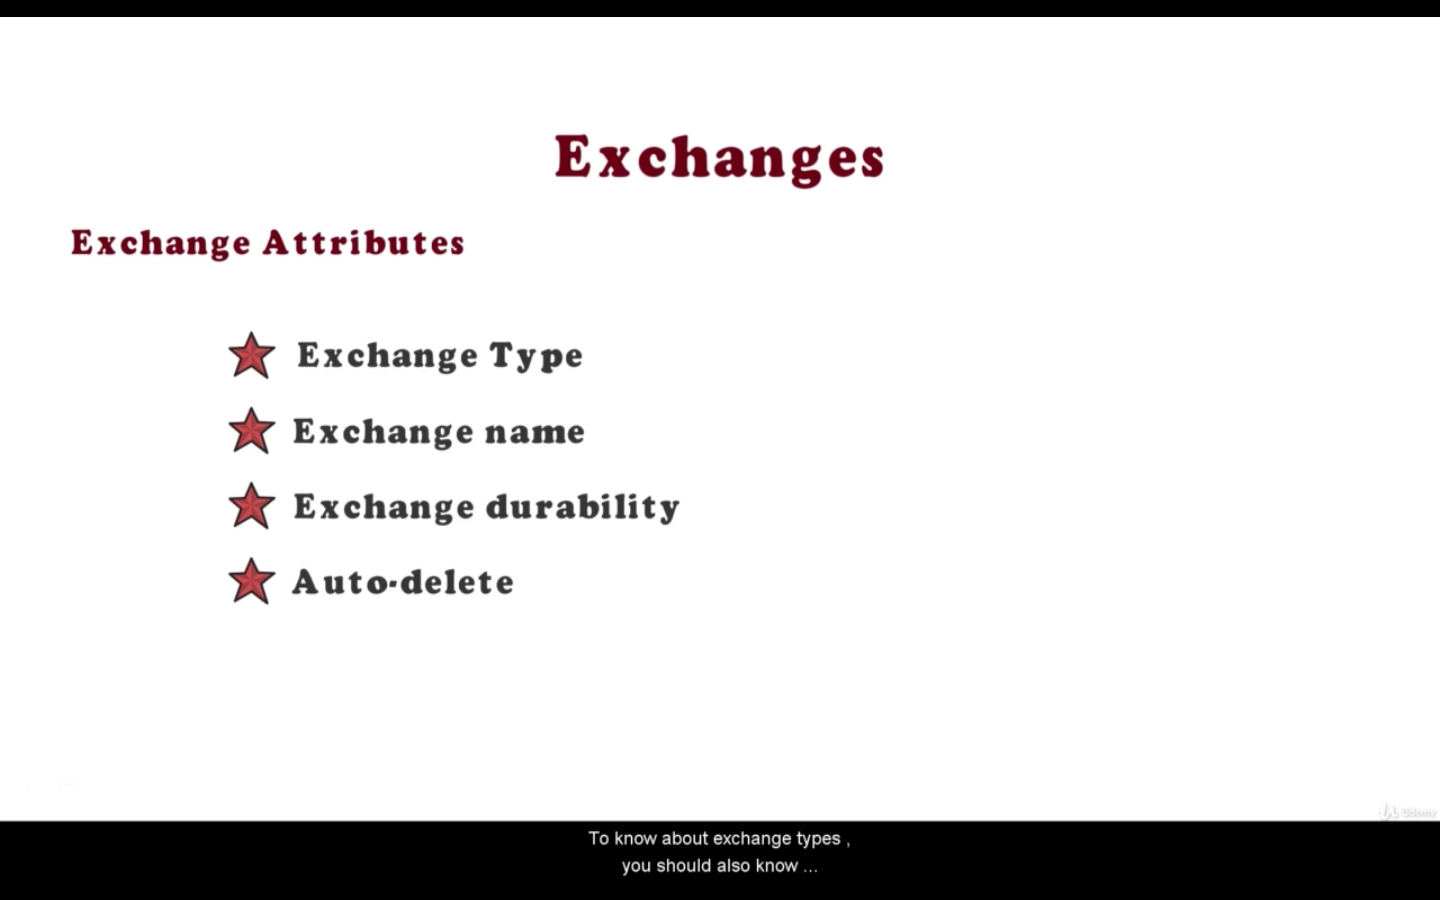 Exchanges
Exchange Attributes
Exchange Type
Exchange name
Exchange durability
Auto-delete
Udemy
To know about exchange types ,
you should also know ...